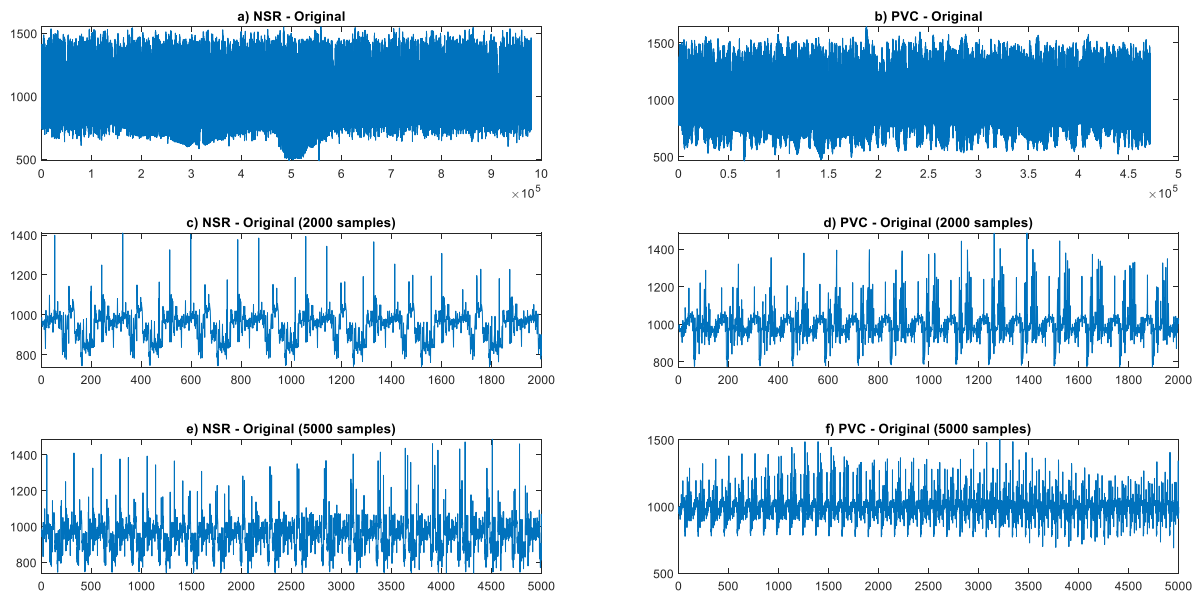 a) NSR - Original
1500
1000
500
0 1 2 3 4 5 6 7 8 9 10
×10^5
b) PVC - Original
1500
1000
500
0 0.5 1 1.5 2 2.5 3 3.5 4 4.5 5
×10^5
c) NSR - Original (2000 samples)
1400
1200
1000
800
0 200 400 600 800 1000 1200 1400 1600 1800 2000
d) PVC - Original (2000 samples)
1400
1200
1000
800
0 200 400 600 800 1000 1200 1400 1600 1800 2000
e) NSR - Original (5000 samples)
1400
1200
1000
800
0 500 1000 1500 2000 2500 3000 3500 4000 4500 5000
f) PVC - Original (5000 samples)
1500
1000
500
0 500 1000 1500 2000 2500 3000 3500 4000 4500 5000